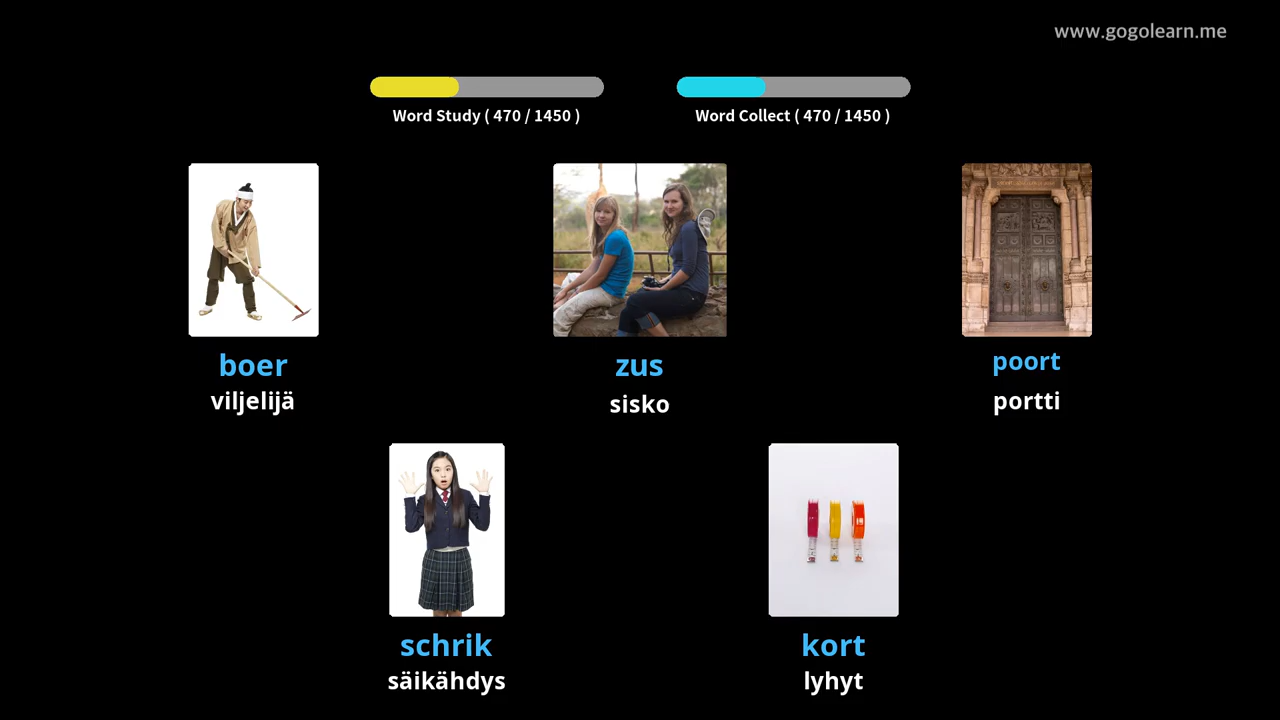 www.gogolearn.me
Word Study ( 470 / 1450 )
Word Collect ( 470 / 1450 )
boer
viljelijä
zus
sisko
poort
portti
schrik
säikähdys
kort
lyhyt